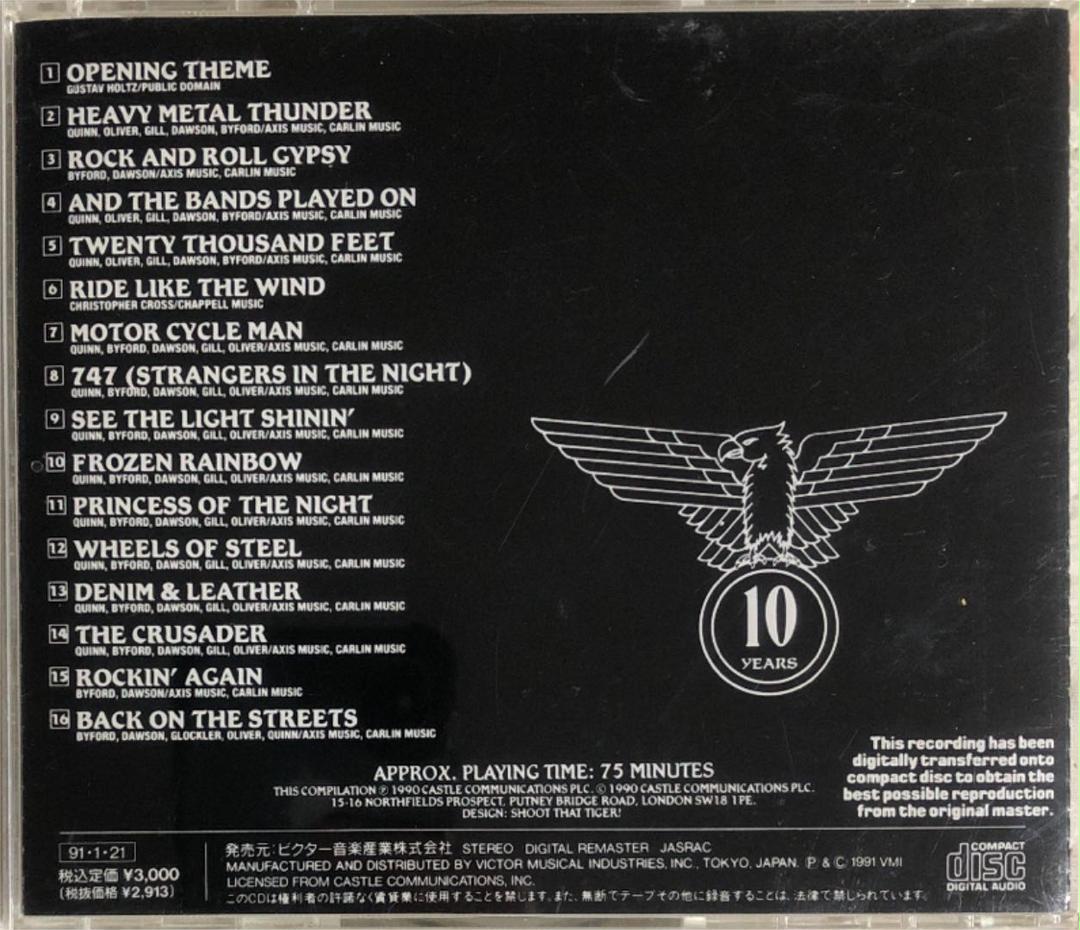 1 OPENING THEME
GUSTAV HOLTZ/PUBLIC DOMAIN
2 HEAVY METAL THUNDER
QUINN, OLIVER, GILL, DAWSON, BYFORD/AXIS MUSIC, CARLIN MUSIC
3 ROCK AND ROLL GYPSY
BYFORD, DAWSON/AXIS MUSIC, CARLIN MUSIC
4 AND THE BANDS PLAYED ON
QUINN, OLIVER, GILL, DAWSON, BYFORD/AXIS MUSIC, CARLIN MUSIC
5 TWENTY THOUSAND FEET
QUINN, OLIVER, GILL, DAWSON, BYFORD/AXIS MUSIC, CARLIN MUSIC
6 RIDE LIKE THE WIND
CHRISTOPHER CROSS/CHAPPELL MUSIC
7 MOTOR CYCLE MAN
QUINN, BYFORD, DAWSON, GILL, OLIVER/AXIS MUSIC, CARLIN MUSIC
8 747 (STRANGERS IN THE NIGHT)
QUINN, BYFORD, DAWSON, GILL, OLIVER/AXIS MUSIC, CARLIN MUSIC
9 SEE THE LIGHT SHININ'
QUINN, BYFORD, DAWSON, GILL, OLIVER/AXIS MUSIC, CARLIN MUSIC
10 FROZEN RAINBOW
QUINN, BYFORD, DAWSON, GILL, OLIVER/AXIS MUSIC, CARLIN MUSIC
11 PRINCESS OF THE NIGHT
QUINN, BYFORD, DAWSON, GILL, OLIVER/AXIS MUSIC, CARLIN MUSIC
12 WHEELS OF STEEL
QUINN, BYFORD, DAWSON, GILL, OLIVER/AXIS MUSIC, CARLIN MUSIC
13 DENIM & LEATHER
QUINN, BYFORD, DAWSON, GILL, OLIVER/AXIS MUSIC, CARLIN MUSIC
14 THE CRUSADER
QUINN, BYFORD, DAWSON, GILL, OLIVER/AXIS MUSIC, CARLIN MUSIC
15 ROCKIN' AGAIN
BYFORD, DAWSON/AXIS MUSIC, CARLIN MUSIC
16 BACK ON THE STREETS
BYFORD, DAWSON, GLOCKLER, OLIVER, QUINN/AXIS MUSIC, CARLIN MUSIC
10
YEARS
APPROX. PLAYING TIME: 75 MINUTES
THIS COMPILATION ℗ 1990 CASTLE COMMUNICATIONS PLC. © 1990 CASTLE COMMUNICATIONS PLC.
15-16 NORTHFIELDS PROSPECT, PUTNEY BRIDGE ROAD, LONDON SW18 1PE.
DESIGN: SHOOT THAT TIGER!
This recording has been
digitally transferred onto
compact disc to obtain the
best possible reproduction
from the original master.
91・1・21
税込定価 ¥3,000
(税抜価格 ¥2,913)
発売元:ビクター音楽産業株式会社 STEREO DIGITAL REMASTER JASRAC
MANUFACTURED AND DISTRIBUTED BY VICTOR MUSICAL INDUSTRIES, INC., TOKYO, JAPAN. ℗ & © 1991 VMI
LICENSED FROM CASTLE COMMUNICATIONS, INC.
このCDは権利者の許諾なく賃貸業に使用することを禁じます。また、無断でテープその他に録音することは、法律で禁じられています。
COMPACT
disc
DIGITAL AUDIO